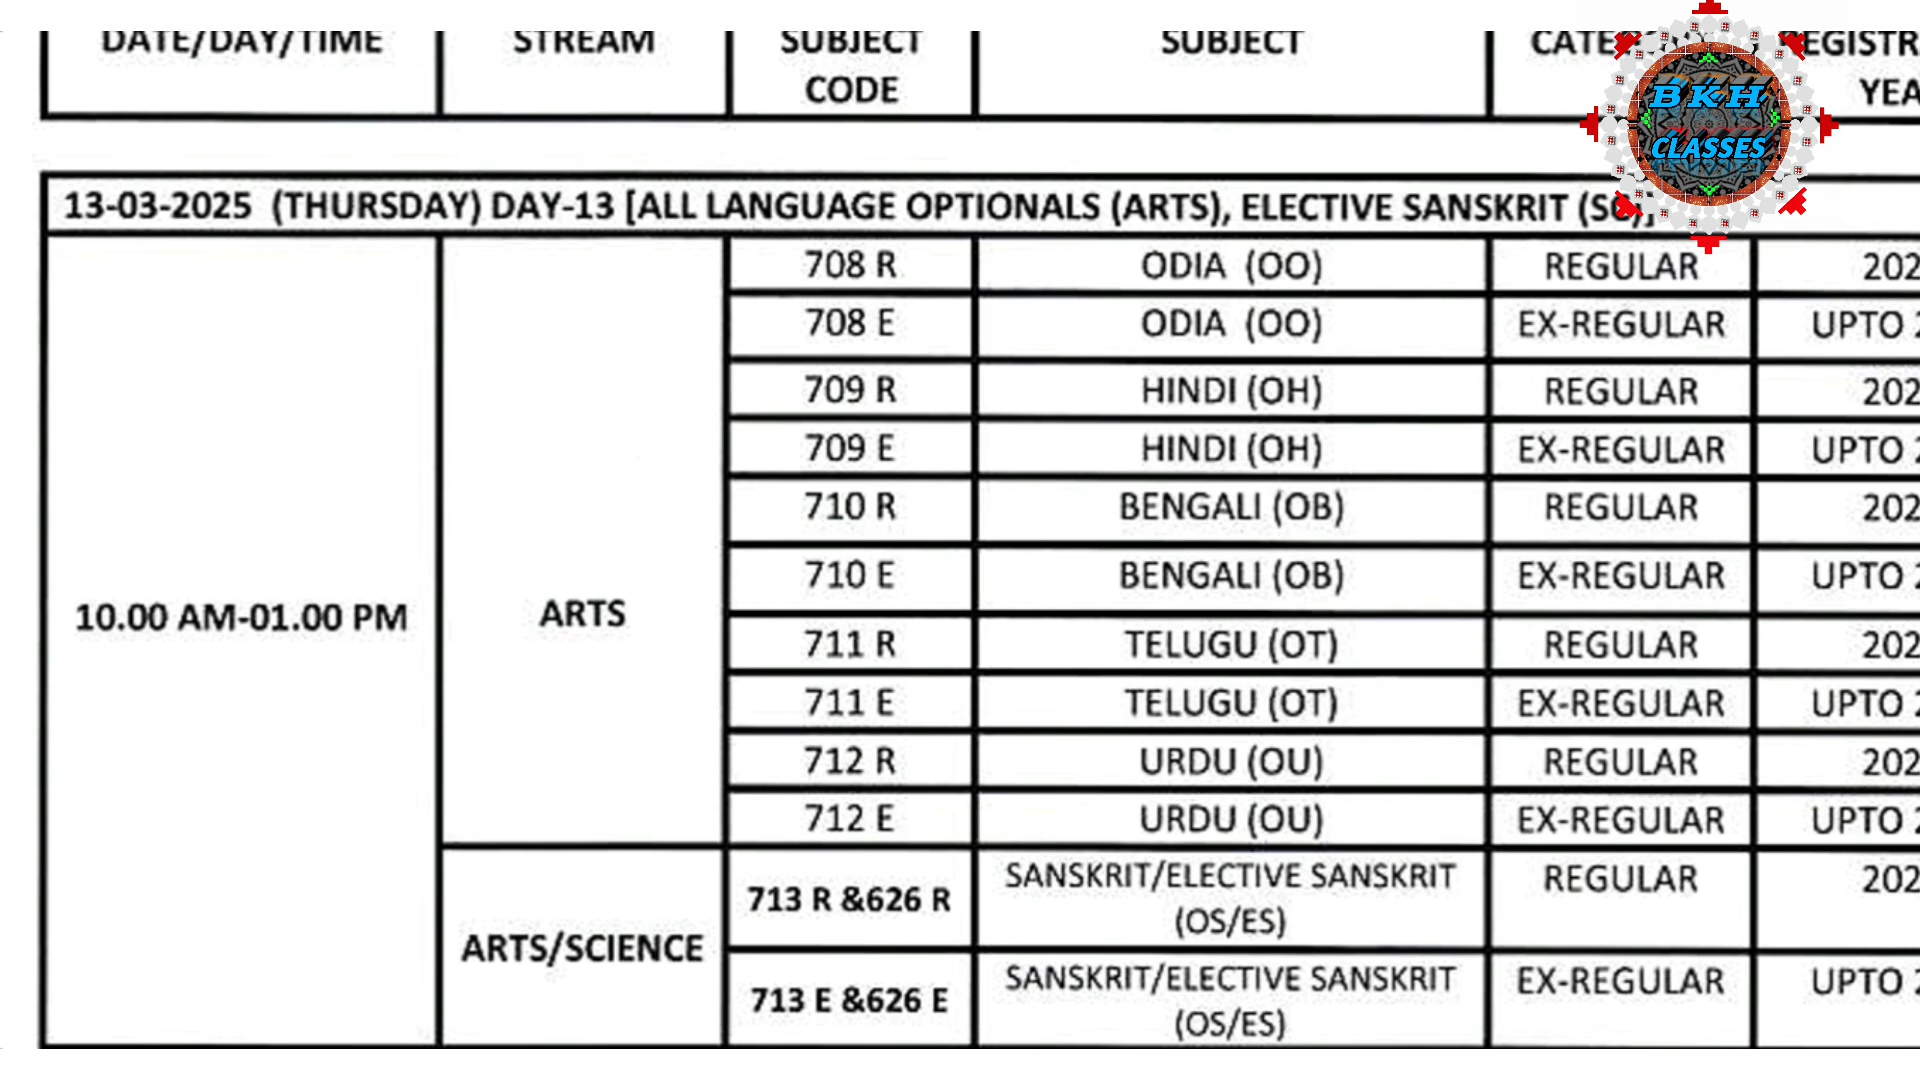 DATE/DAY/TIME STREAM SUBJECT CODE SUBJECT
BKH
CLASSES
13-03-2025 (THURSDAY) DAY-13 [ALL LANGUAGE OPTIONALS (ARTS), ELECTIVE SANSKRIT
10.00 AM-01.00 PM
ARTS
708 R ODIA (OO) REGULAR
708 E ODIA (OO) EX-REGULAR UPTO
709 R HINDI (OH) REGULAR
709 E HINDI (OH) EX-REGULAR UPTO
710 R BENGALI (OB) REGULAR
710 E BENGALI (OB) EX-REGULAR UPTO
711 R TELUGU (OT) REGULAR
711 E TELUGU (OT) EX-REGULAR UPTO
712 R URDU (OU) REGULAR
712 E URDU (OU) EX-REGULAR UPTO
ARTS/SCIENCE
713 R &626 R SANSKRIT/ELECTIVE SANSKRIT REGULAR
(OS/ES)
713 E &626 E SANSKRIT/ELECTIVE SANSKRIT EX-REGULAR UPTO
(OS/ES)